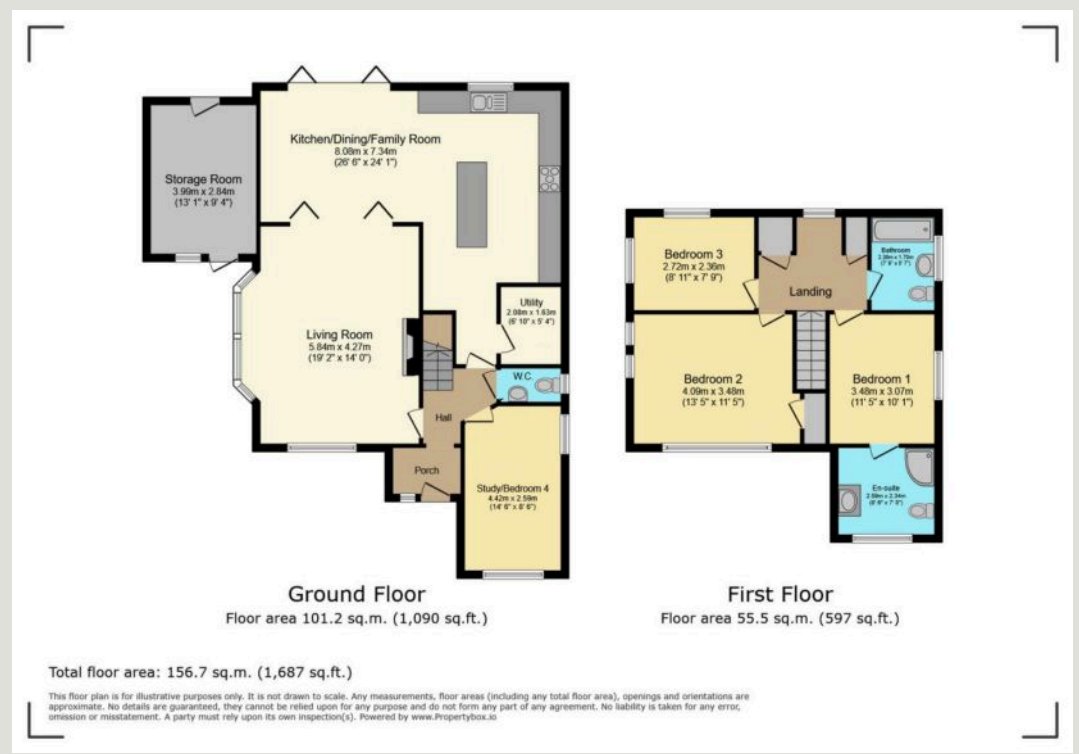 Kitchen/Dining/Family Room
8.08m x 7.34m
(26' 6" x 24' 1")
Storage Room
3.99m x 2.84m
(13' 1" x 9' 4")
Living Room
5.84m x 4.27m
(19' 2" x 14' 0")
Utility
2.08m x 1.63m
(6' 10" x 5' 4")
W.C.
Hall
Porch
Study/Bedroom 4
4.42m x 2.59m
(14' 6" x 8' 6")
Ground Floor
Floor area 101.2 sq.m. (1,090 sq.ft.)
Bedroom 3
2.72m x 2.36m
(8' 11" x 7' 9")
Landing
Bathroom
Bedroom 2
4.09m x 3.48m
(13' 5" x 11' 5")
Bedroom 1
3.48m x 3.07m
(11' 5" x 10' 1")
En-suite
First Floor
Floor area 55.5 sq.m. (597 sq.ft.)
Total floor area: 156.7 sq.m. (1,687 sq.ft.)
This floor plan is for illustrative purposes only. It is not drawn to scale. Any measurements, floor areas (including any total floor area), openings and orientations are
approximate. No details are guaranteed, they cannot be relied upon for any purpose and do not form any part of any agreement. No liability is taken for any error,
omission or misstatement. A party must rely upon its own inspection(s). Powered by www.Propertybox.io